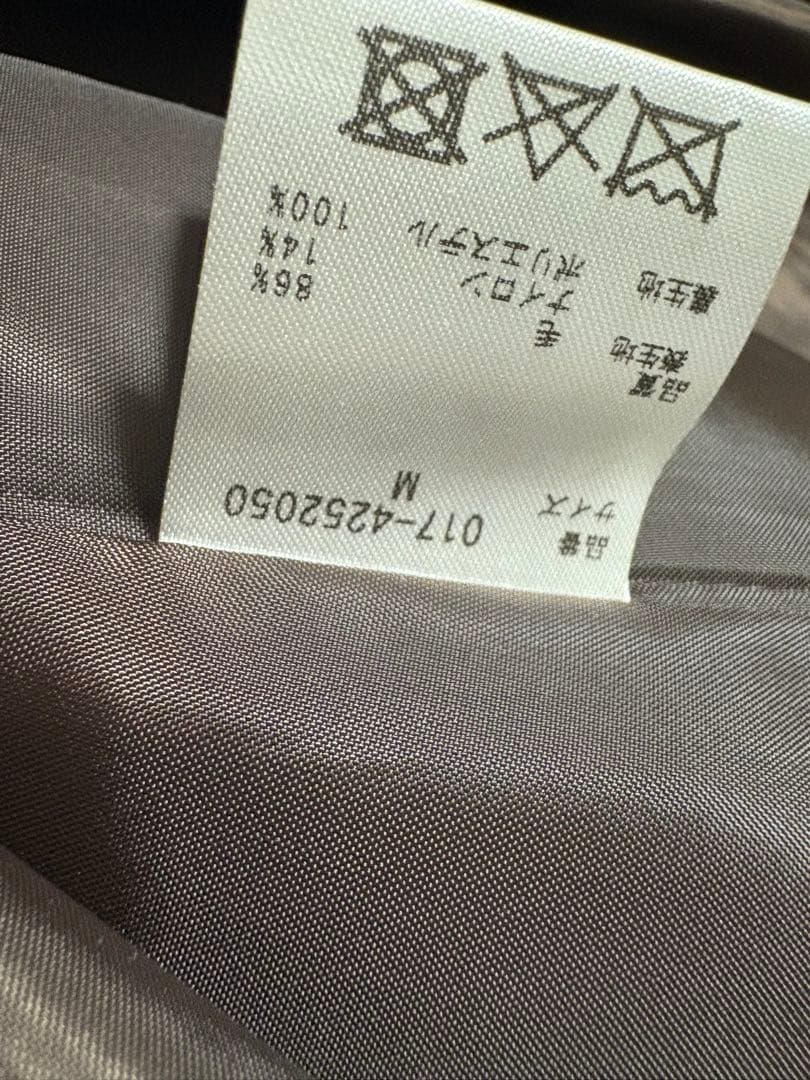 品番 017-4252050
サイズ M
品質
表生地 毛 86%
ナイロン 14%
裏生地 ポリエステル 100%